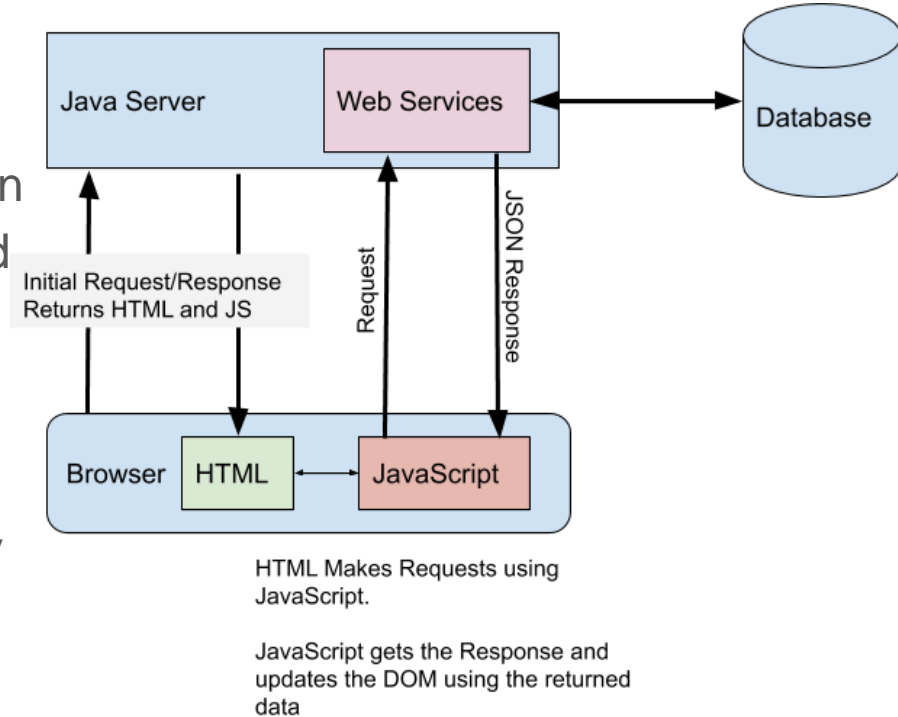 Java Server
Web Services
Database
n
d
Initial Request/Response
Returns HTML and JS
Request
JSON Response
Browser
HTML
JavaScript
HTML Makes Requests using
JavaScript.
JavaScript gets the Response and
updates the DOM using the returned
data